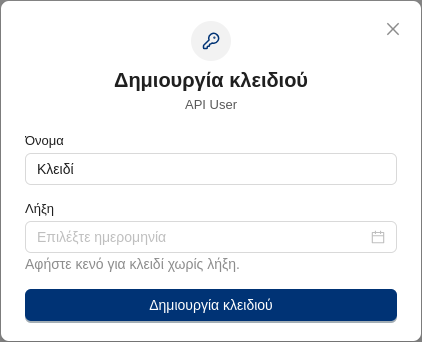 Δημιουργία κλειδιού
API User
Όνομα
Κλειδί
Λήξη
Επιλέξτε ημερομηνία
Αφήστε κενό για κλειδί χωρίς λήξη.
Δημιουργία κλειδιού